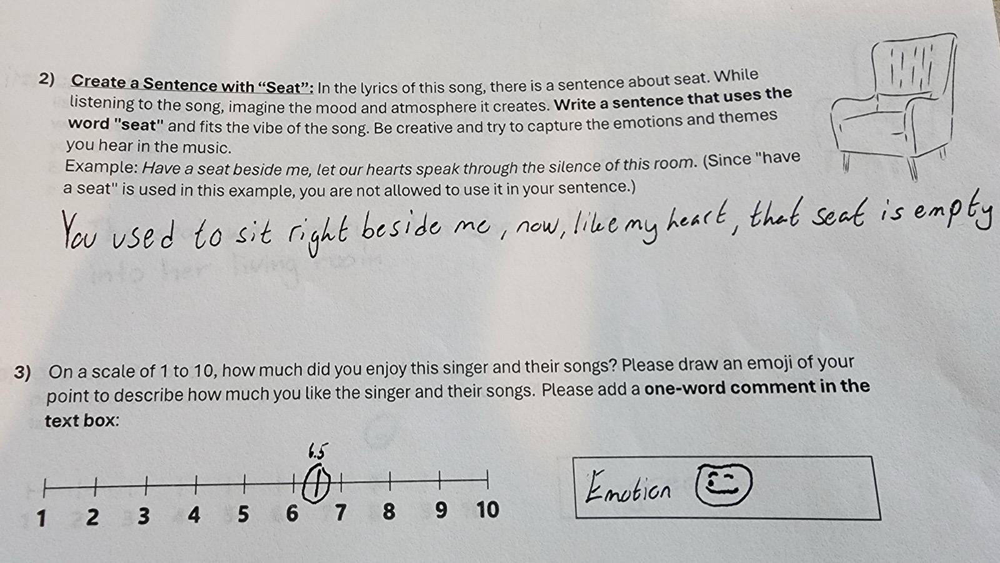 2) Create a Sentence with “Seat”: In the lyrics of this song, there is a sentence about seat. While
listening to the song, imagine the mood and atmosphere it creates. Write a sentence that uses the
word "seat" and fits the vibe of the song. Be creative and try to capture the emotions and themes
you hear in the music.
Example: Have a seat beside me, let our hearts speak through the silence of this room. (Since "have
a seat" is used in this example, you are not allowed to use it in your sentence.)
You used to sit right beside me, now, like my heart, that seat is empty
into her living room
3) On a scale of 1 to 10, how much did you enjoy this singer and their songs? Please draw an emoji of your
point to describe how much you like the singer and their songs. Please add a one-word comment in the
text box:
6.5
1 2 3 4 5 6 7 8 9 10
Emotion